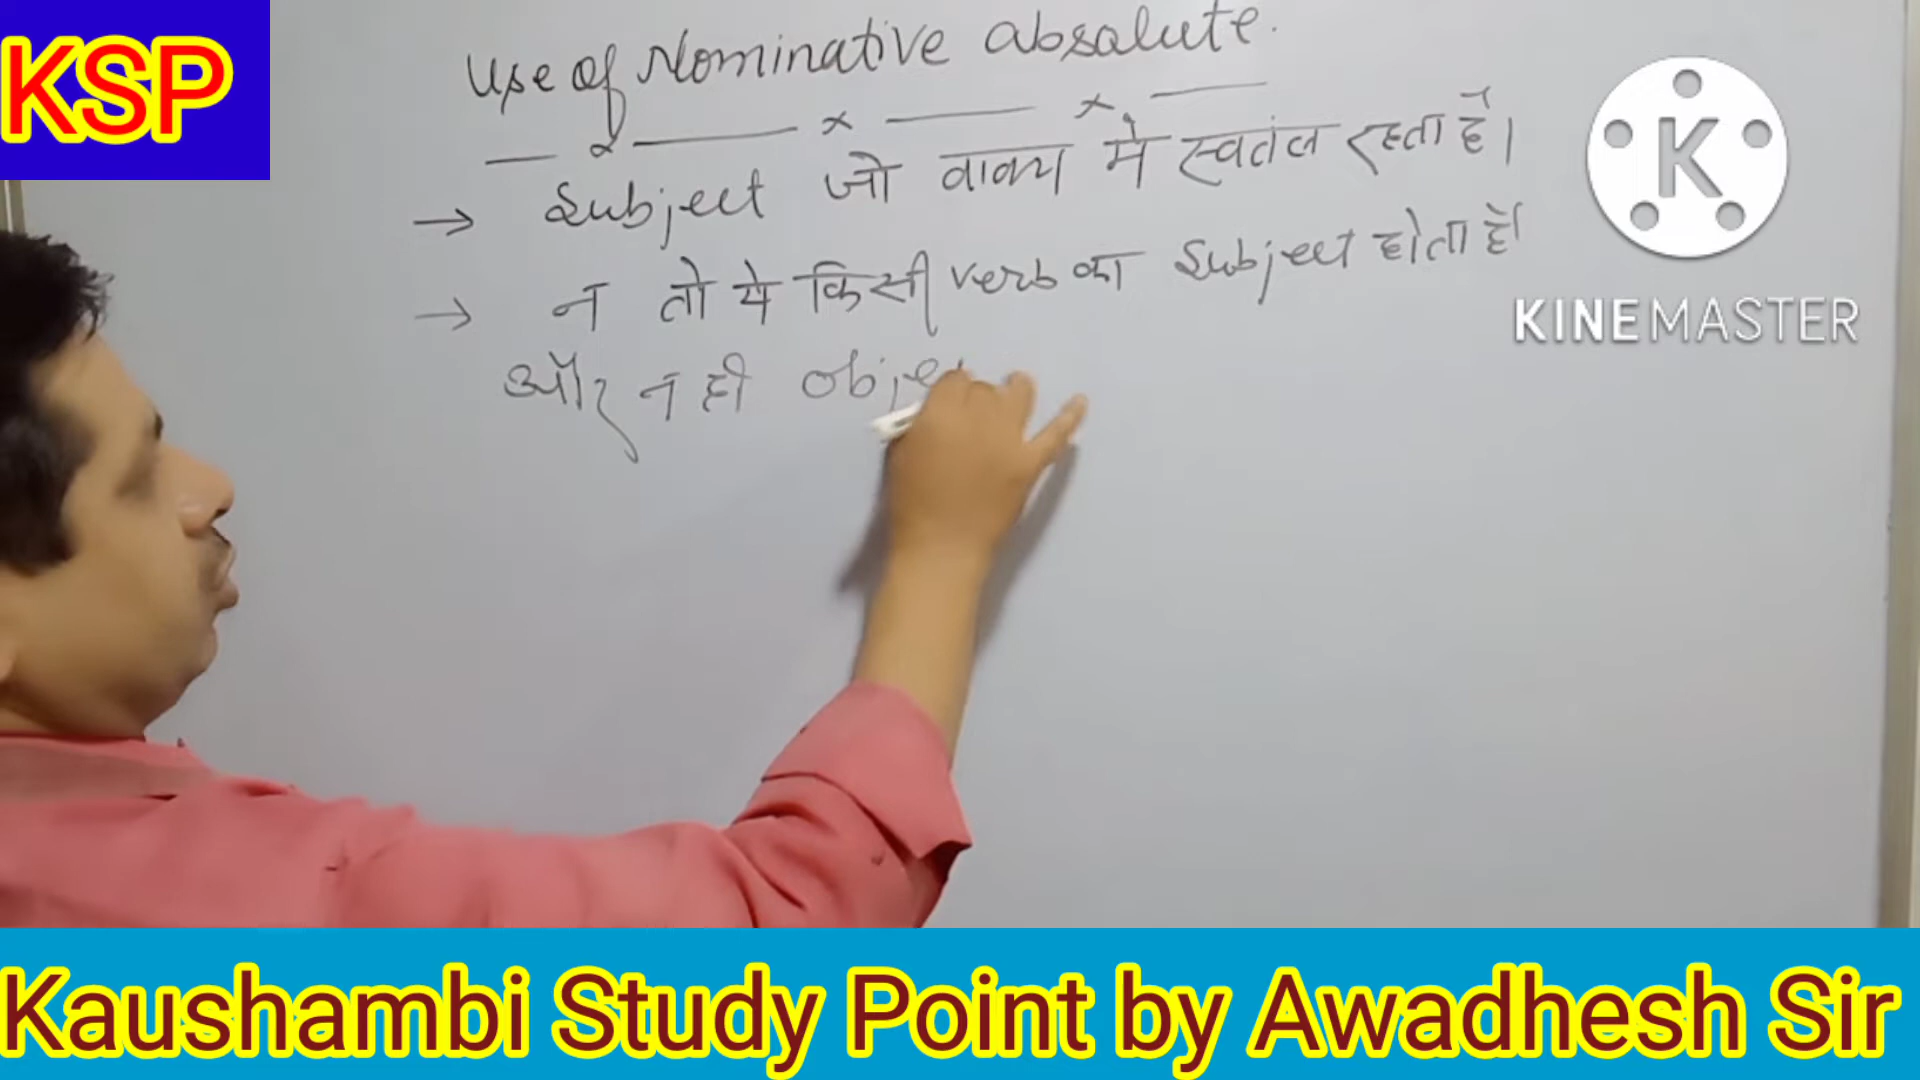 KSP
Use of Nominative absolute.
→ Subject जो वाक्य मे स्वतंत्र रहता है।
→ न तो ये किसी verb का Subject होता है।
और न ही obje
K
KINEMASTER
Kaushambi Study Point by Awadhesh Sir